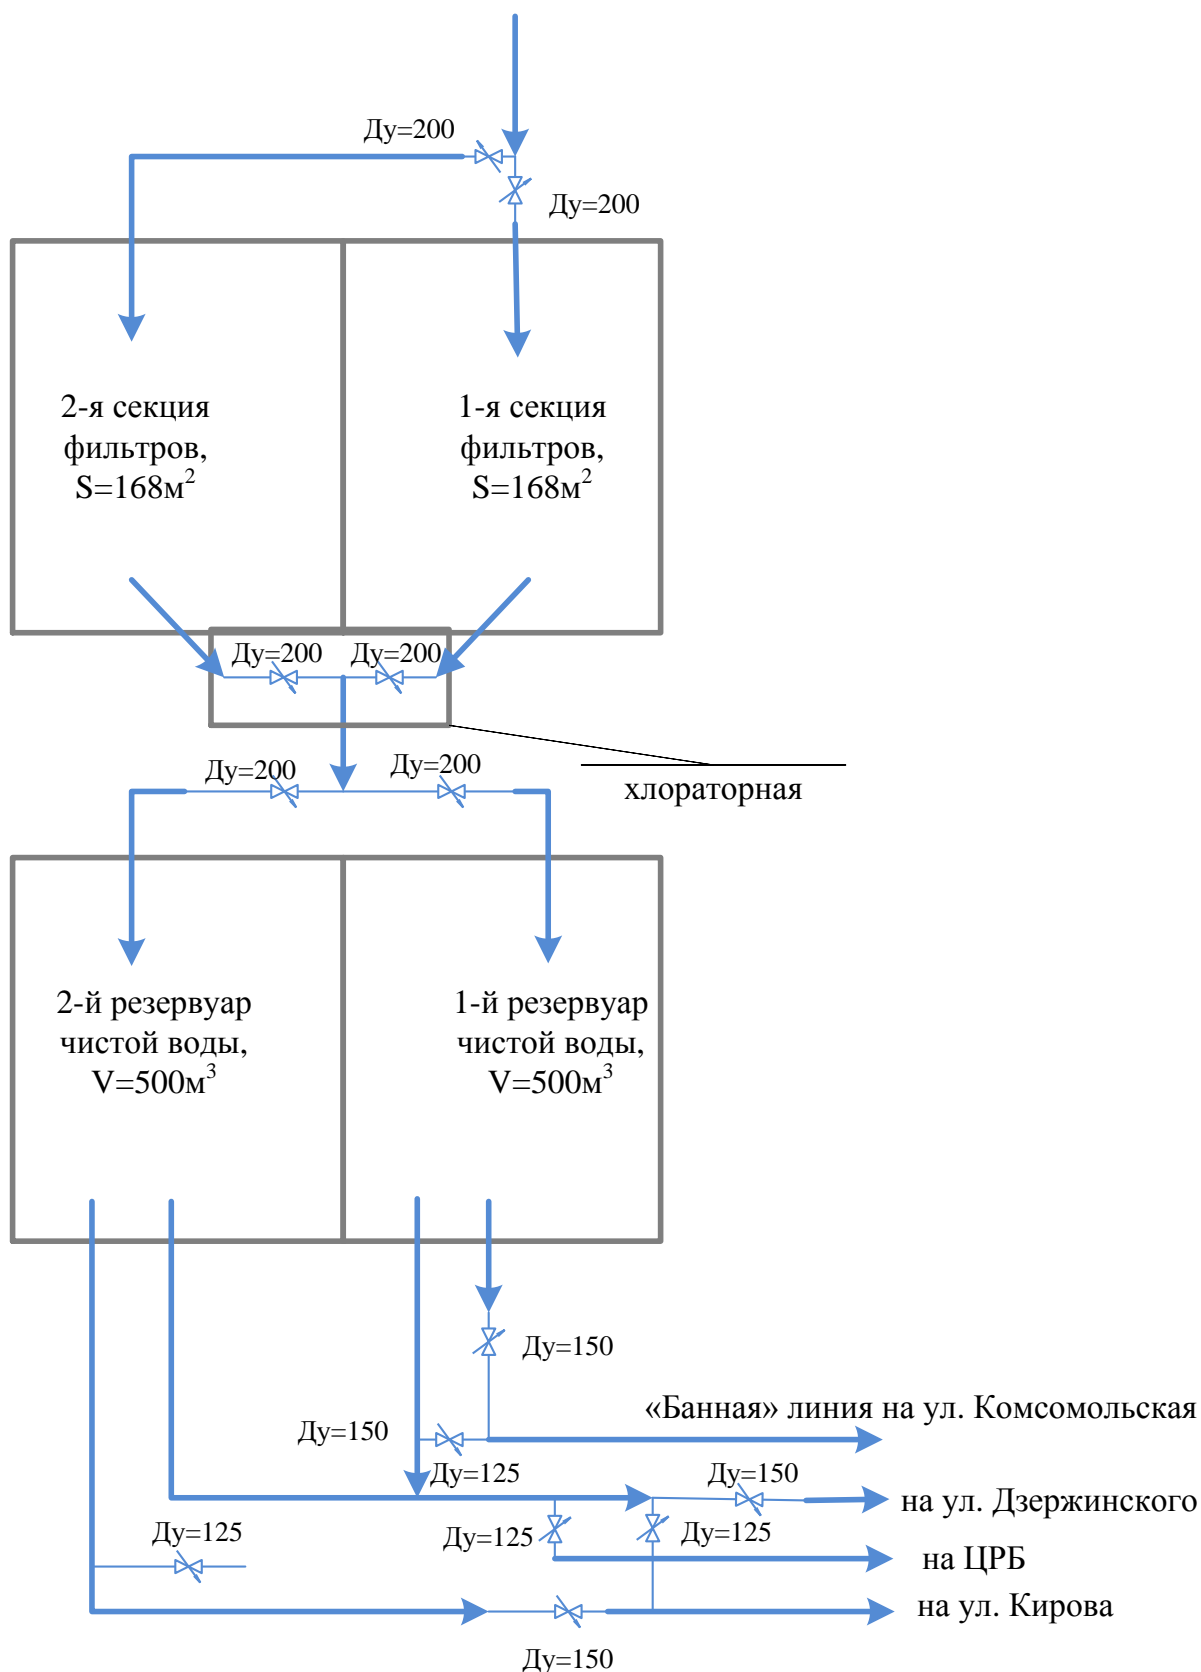 Ду=200
Ду=200
2-я секция
фильтров,
S=168м²
1-я секция
фильтров,
S=168м²
Ду=200
Ду=200
Ду=200
Ду=200
хлораторная
2-й резервуар
чистой воды,
V=500м³
1-й резервуар
чистой воды,
V=500м³
Ду=150
«Банная» линия на ул. Комсомольская
Ду=150
Ду=125
Ду=150
на ул. Дзержинского
Ду=125
Ду=125
Ду=125
на ЦРБ
на ул. Кирова
Ду=150